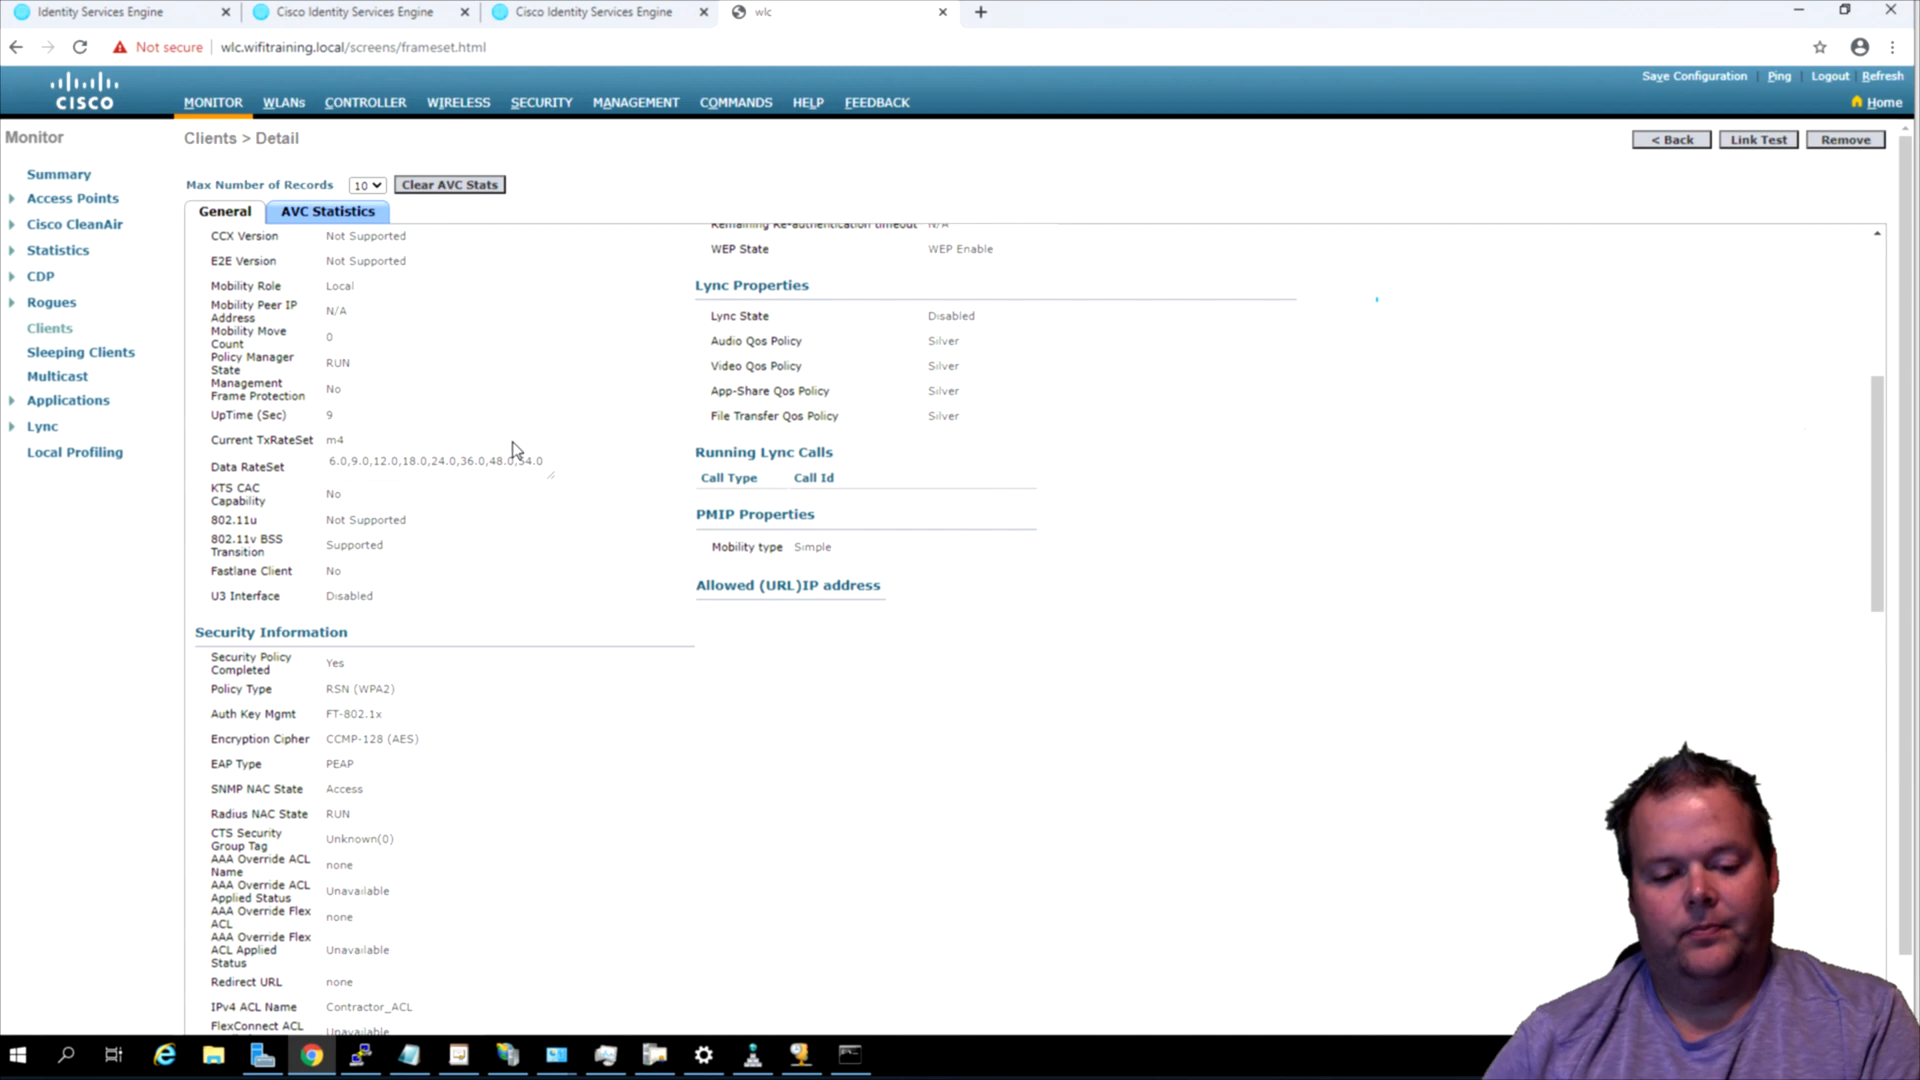 Identity Services Engine
Cisco Identity Services Engine
Cisco Identity Services Engine
wlc
Not secure
wlc.wifitraining.local/screens/frameset.html
Save Configuration | Ping | Logout | Refresh
CISCO
MONITOR WLANs CONTROLLER WIRELESS SECURITY MANAGEMENT COMMANDS HELP FEEDBACK
Home
Monitor
Summary
Access Points
Cisco CleanAir
Statistics
CDP
Rogues
Clients
Sleeping Clients
Multicast
Applications
Lync
Local Profiling
Clients > Detail
< Back
Link Test
Remove
Max Number of Records 10 Clear AVC Stats
General
AVC Statistics
CCX Version Not Supported
E2E Version Not Supported
Mobility Role Local
Mobility Peer IP
Address N/A
Mobility Move
Count 0
Policy Manager
State RUN
Management
Frame Protection No
UpTime (Sec) 9
Current TxRateSet m4
Data RateSet 6.0,9.0,12.0,18.0,24.0,36.0,48.0,54.0
KTS CAC
Capability No
802.11u Not Supported
802.11v BSS
Transition Supported
Fastlane Client No
U3 Interface Disabled
Security Information
Security Policy
Completed Yes
Policy Type RSN (WPA2)
Auth Key Mgmt FT-802.1x
Encryption Cipher CCMP-128 (AES)
EAP Type PEAP
SNMP NAC State Access
Radius NAC State RUN
CTS Security
Group Tag Unknown(0)
AAA Override ACL
Name none
AAA Override ACL
Applied Status Unavailable
AAA Override Flex
ACL none
AAA Override Flex
ACL Applied
Status Unavailable
Redirect URL none
IPv4 ACL Name Contractor_ACL
FlexConnect ACL
Unavailable
Remaining Re-authentication timeout N/A
WEP State WEP Enable
Lync Properties
Lync State Disabled
Audio Qos Policy Silver
Video Qos Policy Silver
App-Share Qos Policy Silver
File Transfer Qos Policy Silver
Running Lync Calls
Call Type Call Id
PMIP Properties
Mobility type Simple
Allowed (URL)IP address